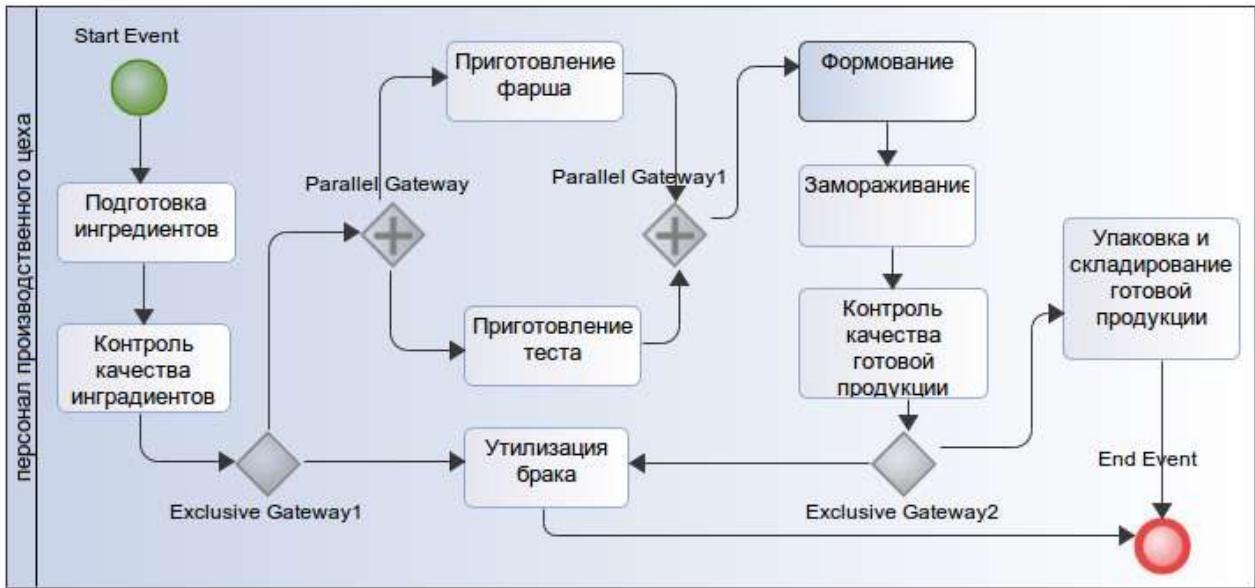 персонал производственного цеха
Start Event
Подготовка
ингредиентов
Контроль
качества
инградиентов
Exclusive Gateway1
Parallel Gateway
Приготовление
фарша
Приготовление
теста
Утилизация
брака
Parallel Gateway1
Формование
Замораживание
Контроль
качества
готовой
продукции
Exclusive Gateway2
Упаковка и
складирование
готовой
продукции
End Event